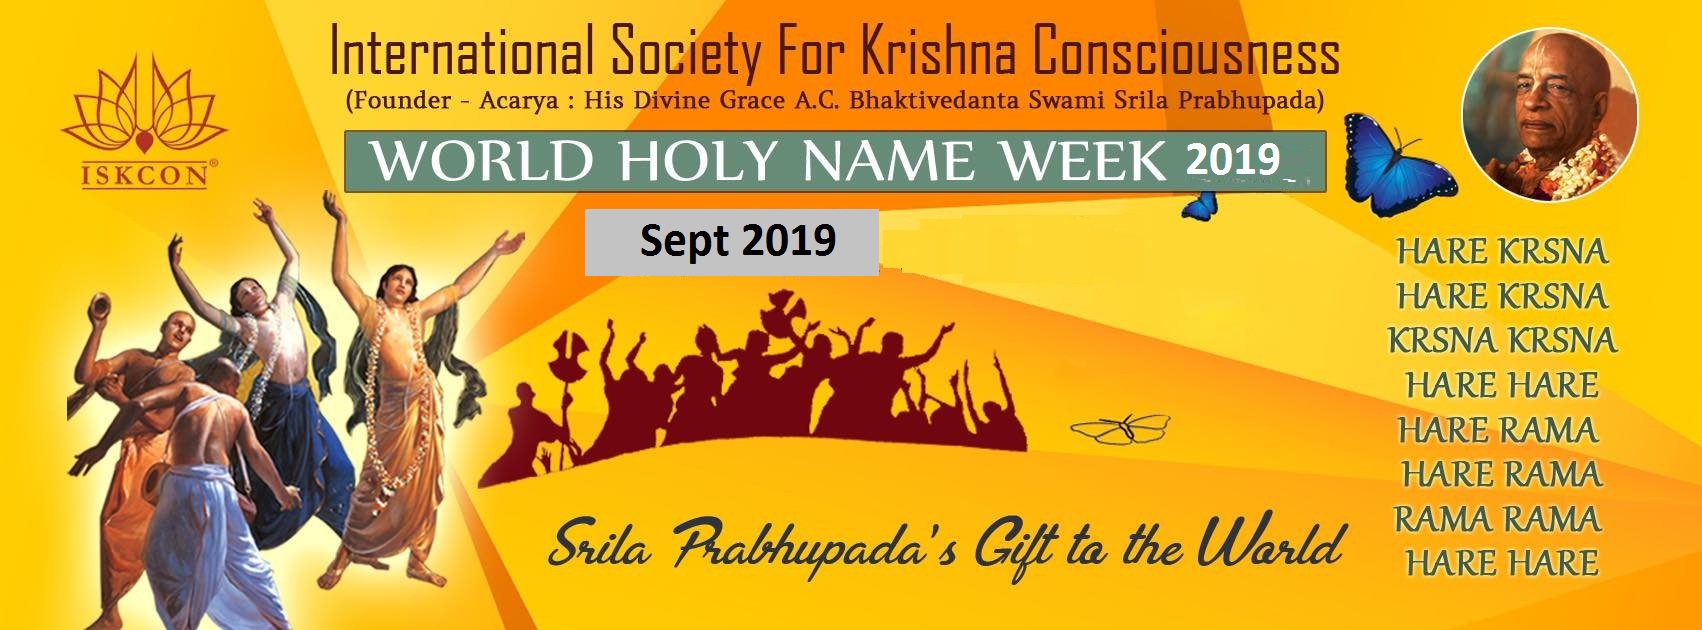 International Society For Krishna Consciousness
(Founder - Acarya : His Divine Grace A.C. Bhaktivedanta Swami Srila Prabhupada)
ISKCON®
WORLD HOLY NAME WEEK 2019
Sept 2019
HARE KRSNA
HARE KRSNA
KRSNA KRSNA
HARE HARE
HARE RAMA
HARE RAMA
RAMA RAMA
HARE HARE
Srila Prabhupada's Gift to the World